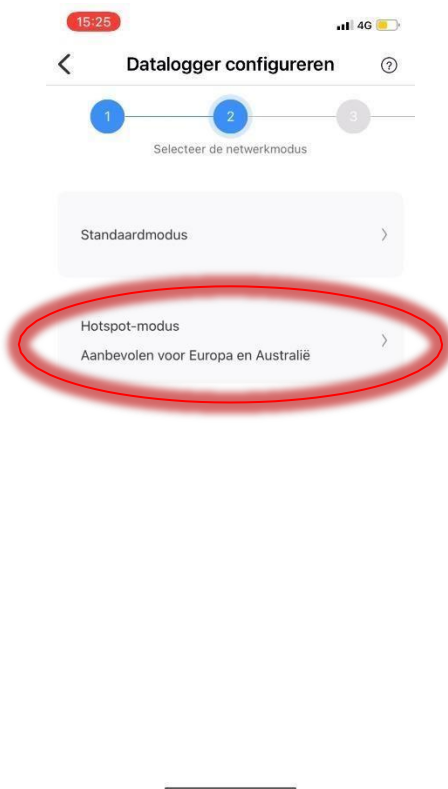 15:25
4G
Datalogger configureren
?
1
2
3
Selecteer de netwerkmodus
Standaardmodus
Hotspot-modus
Aanbevolen voor Europa en Australië